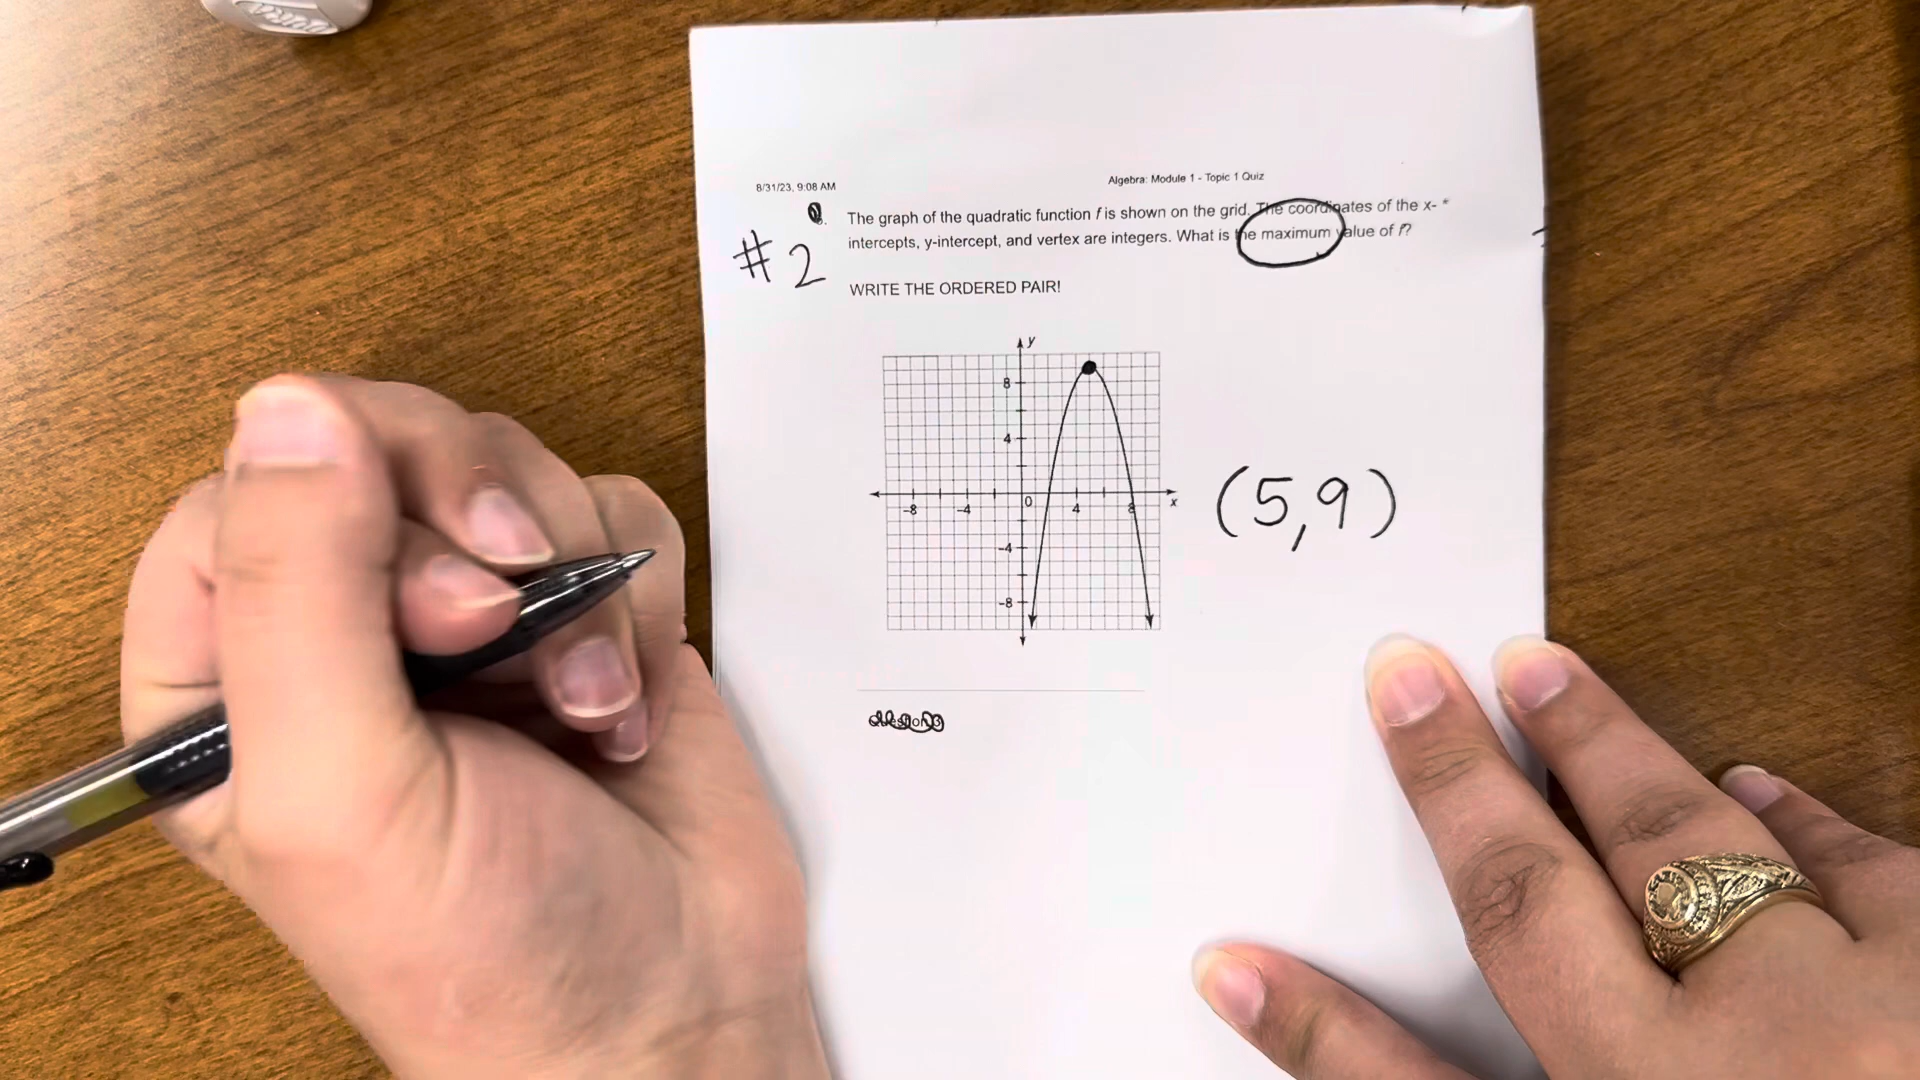 8/31/23, 9:08 AM
Algebra: Module 1 - Topic 1 Quiz
The graph of the quadratic function f is shown on the grid. The coordinates of the x- *
intercepts, y-intercept, and vertex are integers. What is the maximum value of f?
#2
WRITE THE ORDERED PAIR!
y
8
4
-8 -4 0 4 8 x
-4
-8
(5,9)